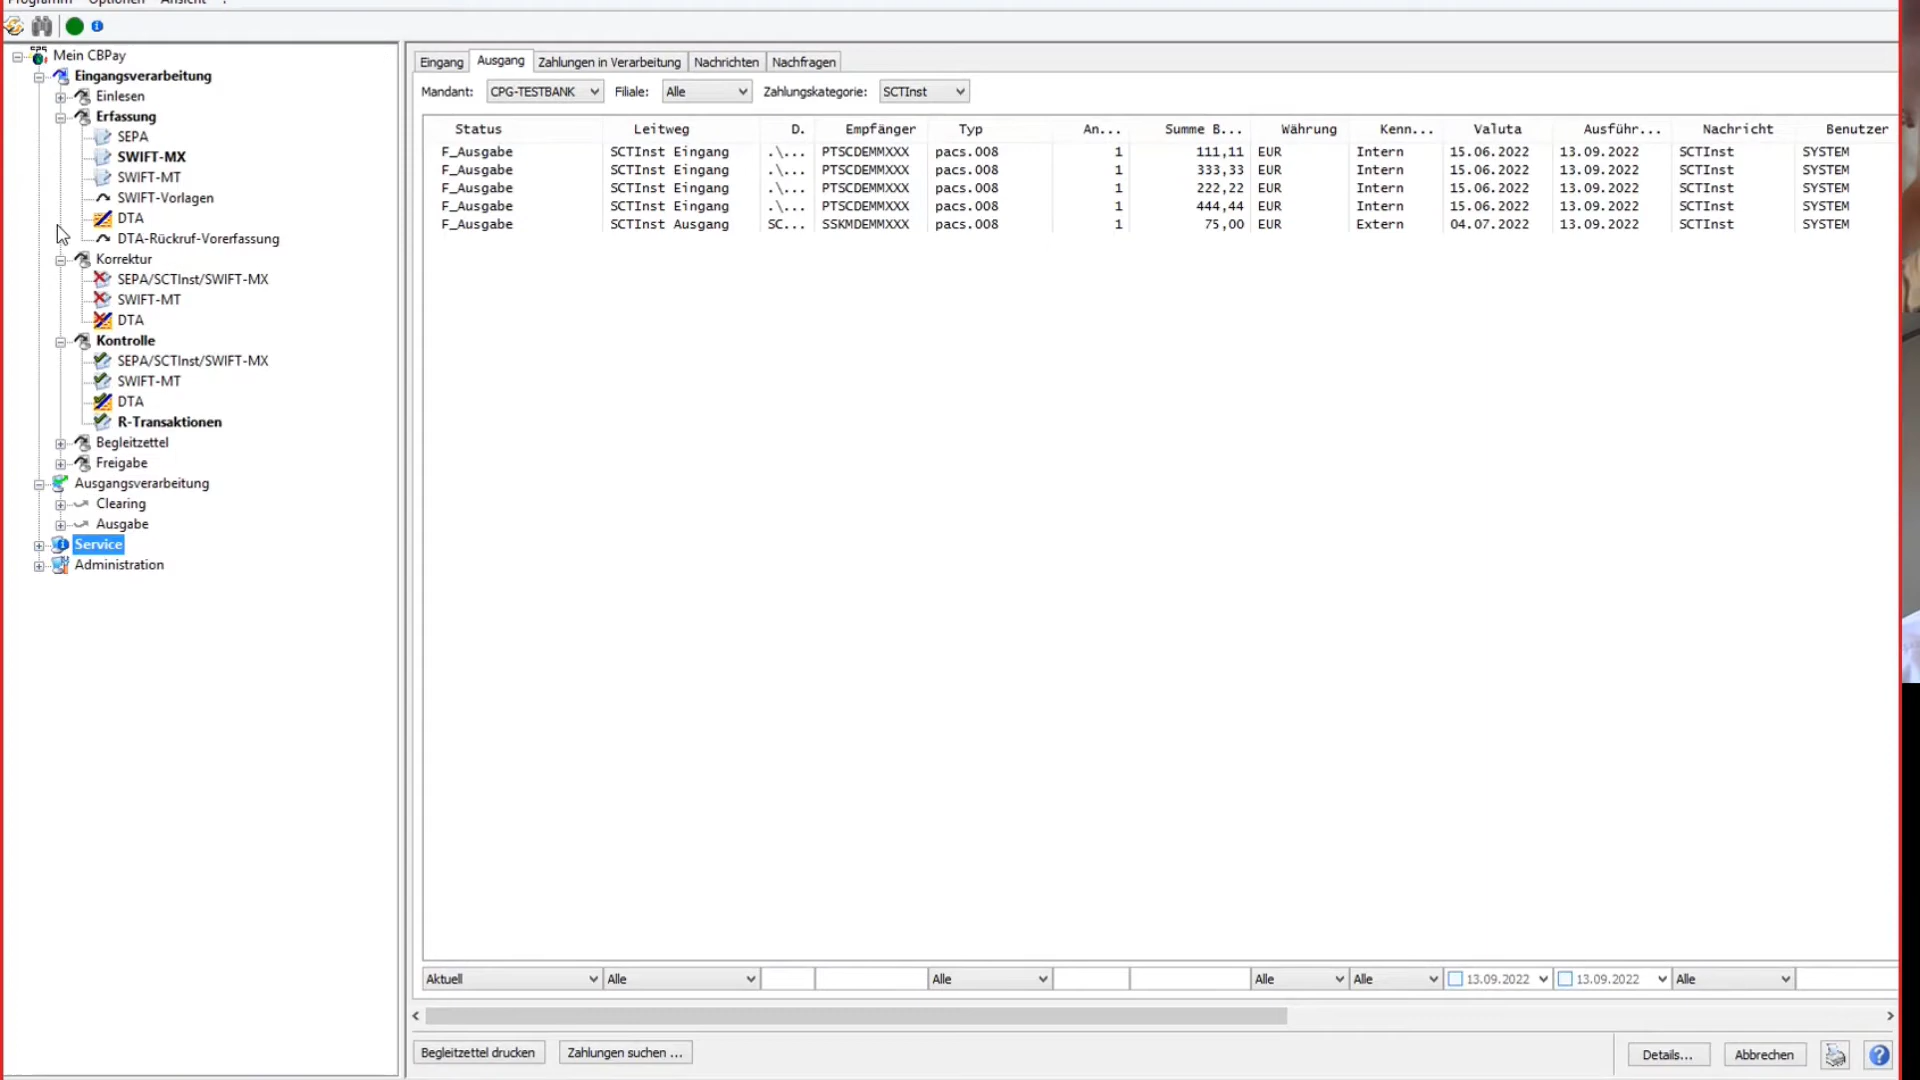 Programm Optionen Ansicht ?
Mein CBPay
Eingangsverarbeitung
Einlesen
Erfassung
SEPA
SWIFT-MX
SWIFT-MT
SWIFT-Vorlagen
DTA
DTA-Rückruf-Vorerfassung
Korrektur
SEPA/SCTInst/SWIFT-MX
SWIFT-MT
DTA
Kontrolle
SEPA/SCTInst/SWIFT-MX
SWIFT-MT
DTA
R-Transaktionen
Begleitzettel
Freigabe
Ausgangsverarbeitung
Clearing
Ausgabe
Service
Administration
Eingang Ausgang Zahlungen in Verarbeitung Nachrichten Nachfragen
Mandant: CPG-TESTBANK Filiale: Alle Zahlungskategorie: SCTInst
Status Leitweg D. Empfänger Typ An... Summe B... Währung Kenn... Valuta Ausführ... Nachricht Benutzer
F_Ausgabe SCTInst Eingang .\... PTSCDEMMXXX pacs.008 1 111,11 EUR Intern 15.06.2022 13.09.2022 SCTInst SYSTEM
F_Ausgabe SCTInst Eingang .\... PTSCDEMMXXX pacs.008 1 333,33 EUR Intern 15.06.2022 13.09.2022 SCTInst SYSTEM
F_Ausgabe SCTInst Eingang .\... PTSCDEMMXXX pacs.008 1 222,22 EUR Intern 15.06.2022 13.09.2022 SCTInst SYSTEM
F_Ausgabe SCTInst Eingang .\... PTSCDEMMXXX pacs.008 1 444,44 EUR Intern 15.06.2022 13.09.2022 SCTInst SYSTEM
F_Ausgabe SCTInst Ausgang SC... SSKMDEMMXXX pacs.008 1 75,00 EUR Extern 04.07.2022 13.09.2022 SCTInst SYSTEM
Aktuell Alle Alle Alle Alle 13.09.2022 13.09.2022 Alle
Begleitzettel drucken Zahlungen suchen ... Details... Abbrechen